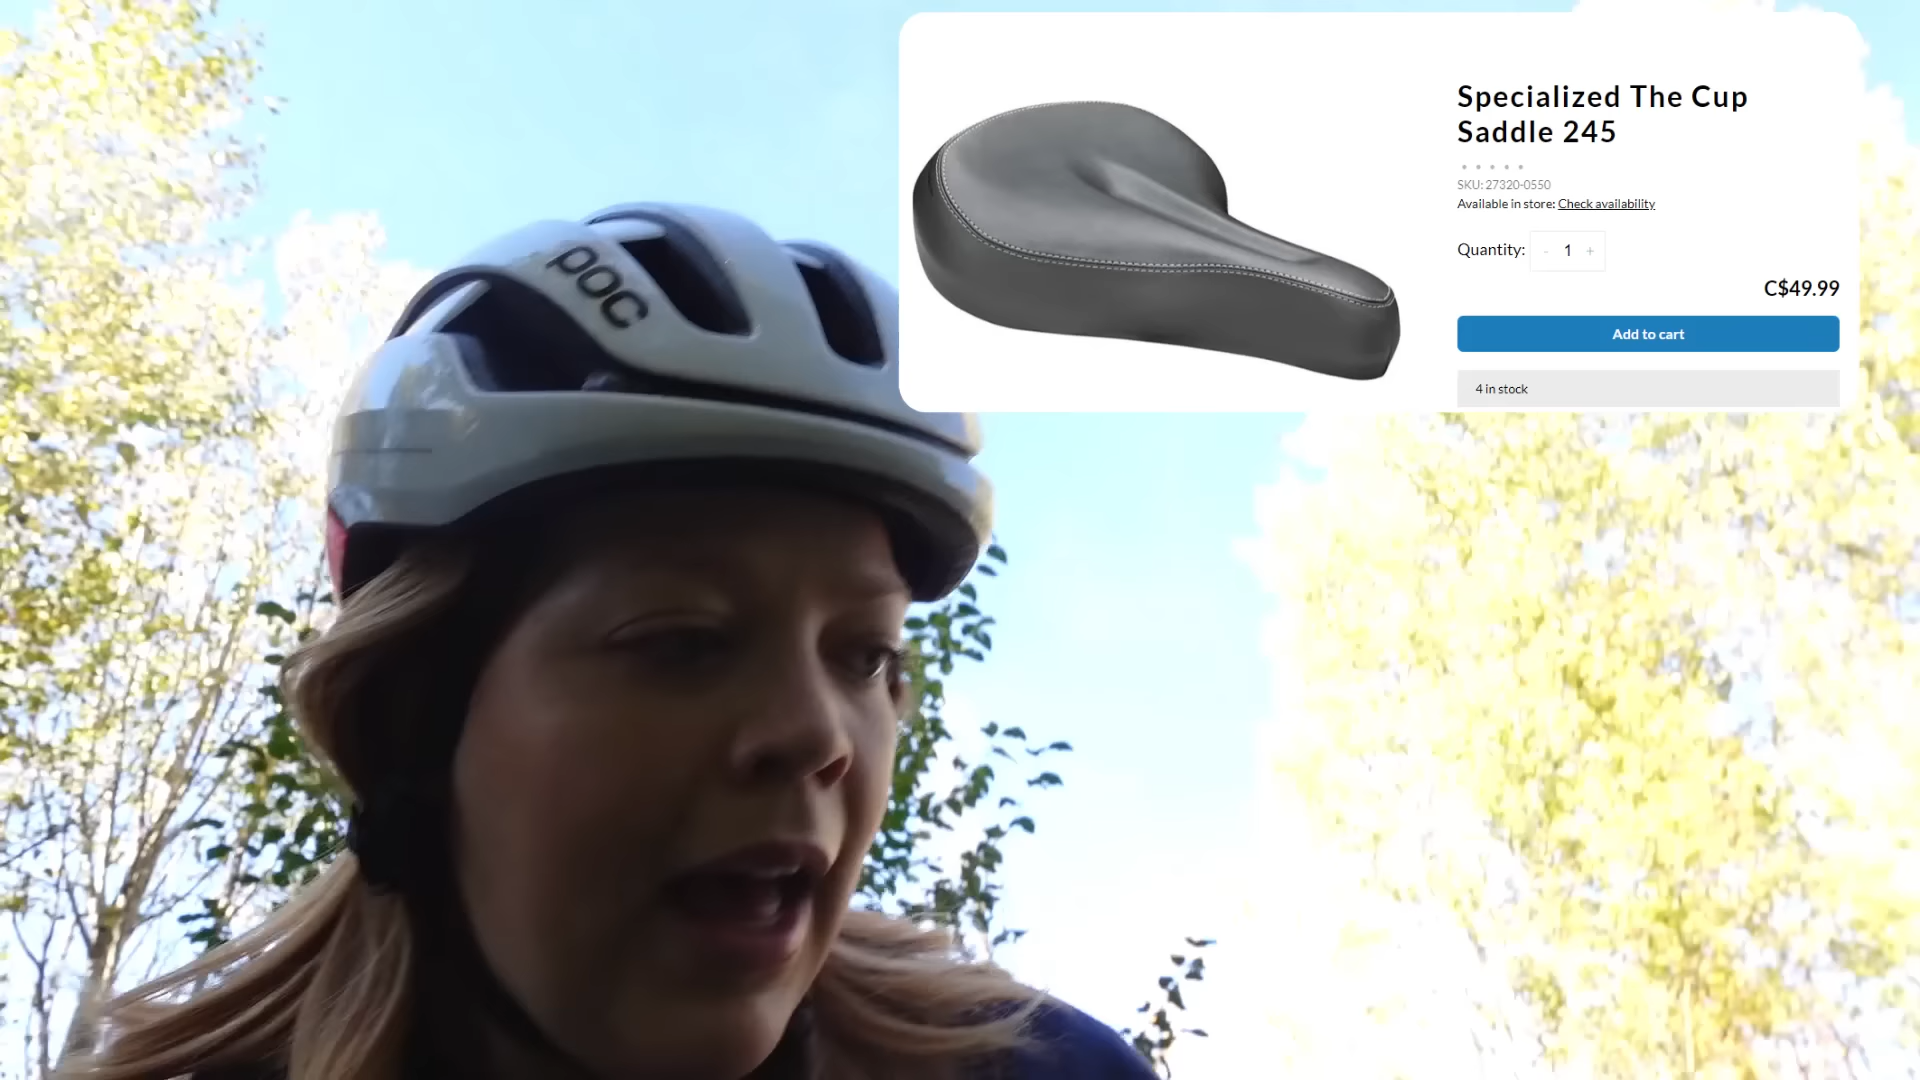 POC
Specialized The Cup
Saddle 245
SKU: 27320-0550
Available in store: Check availability
Quantity: - 1 +
C$49.99
Add to cart
4 in stock